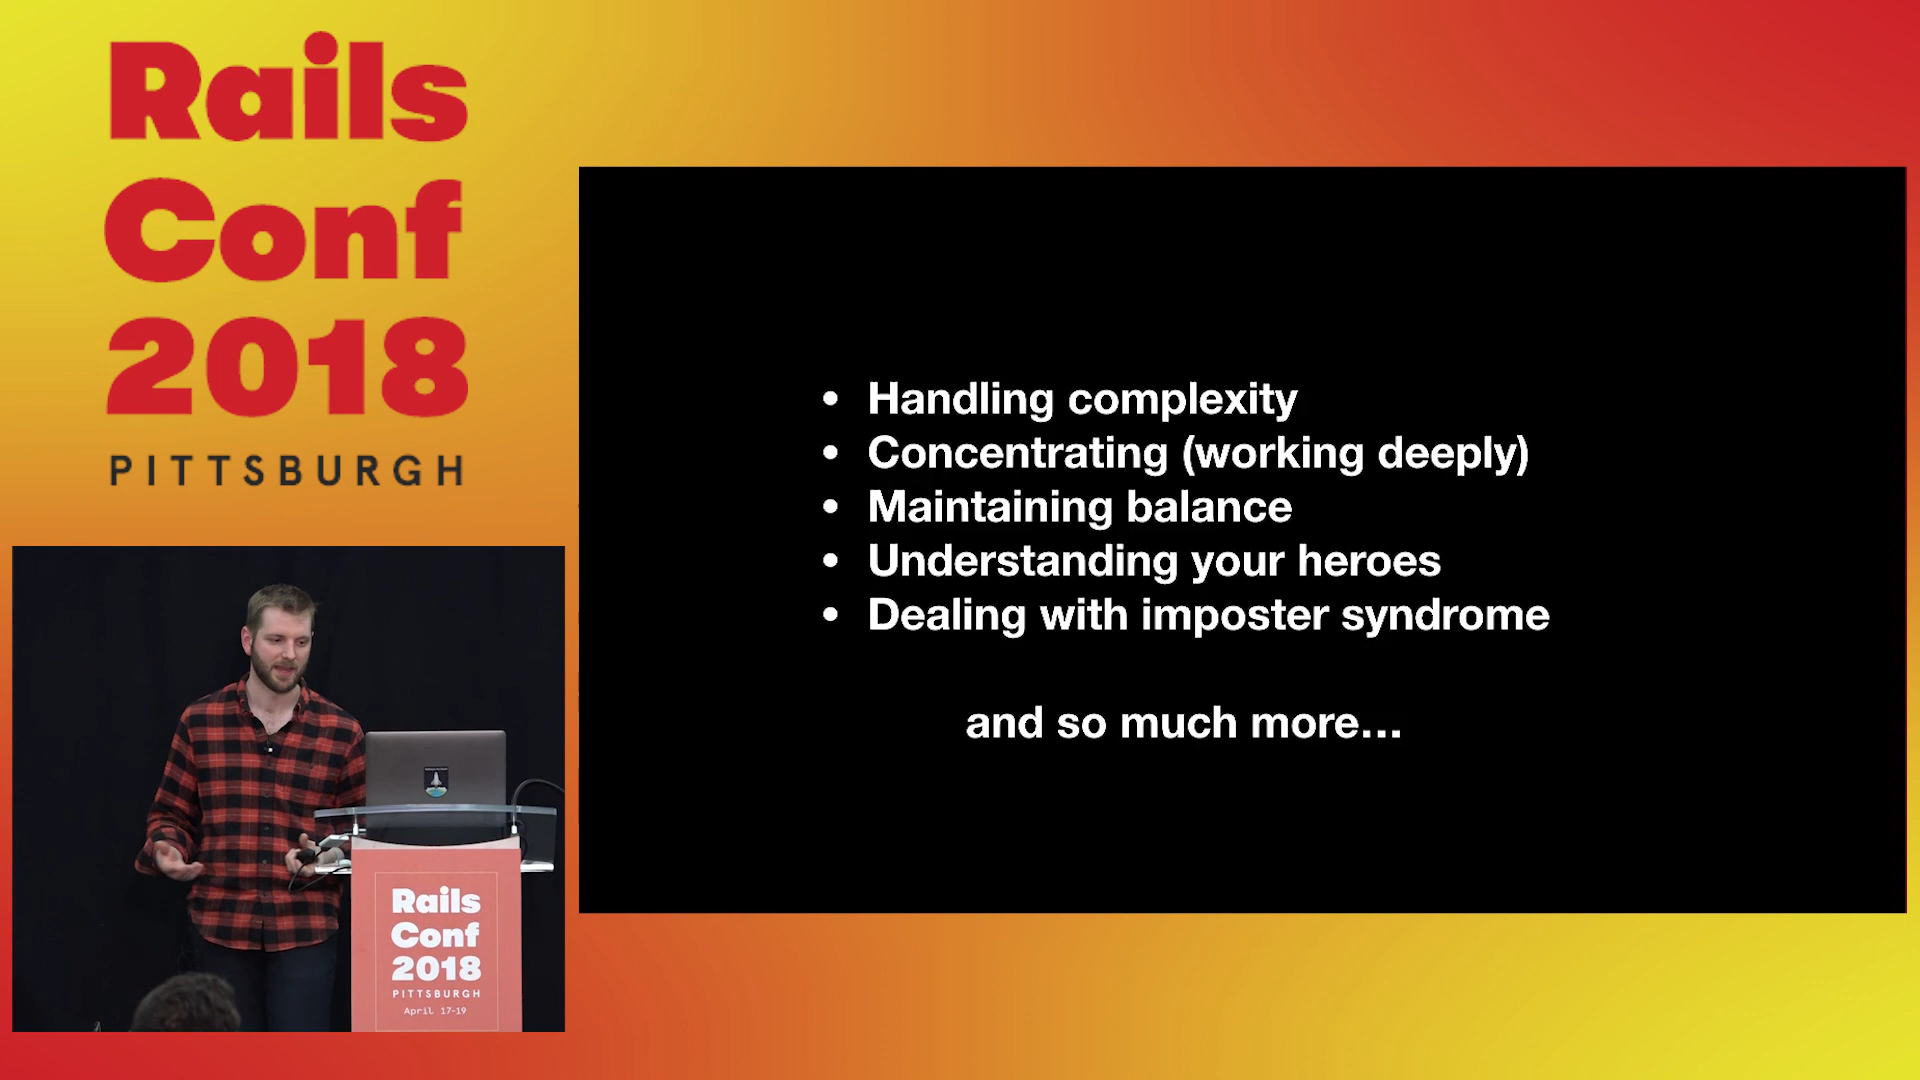 Rails
Conf
2018
PITTSBURGH
• Handling complexity
• Concentrating (working deeply)
• Maintaining balance
• Understanding your heroes
• Dealing with imposter syndrome
and so much more...
Rails
Conf
2018
PITTSBURGH
April 17-19